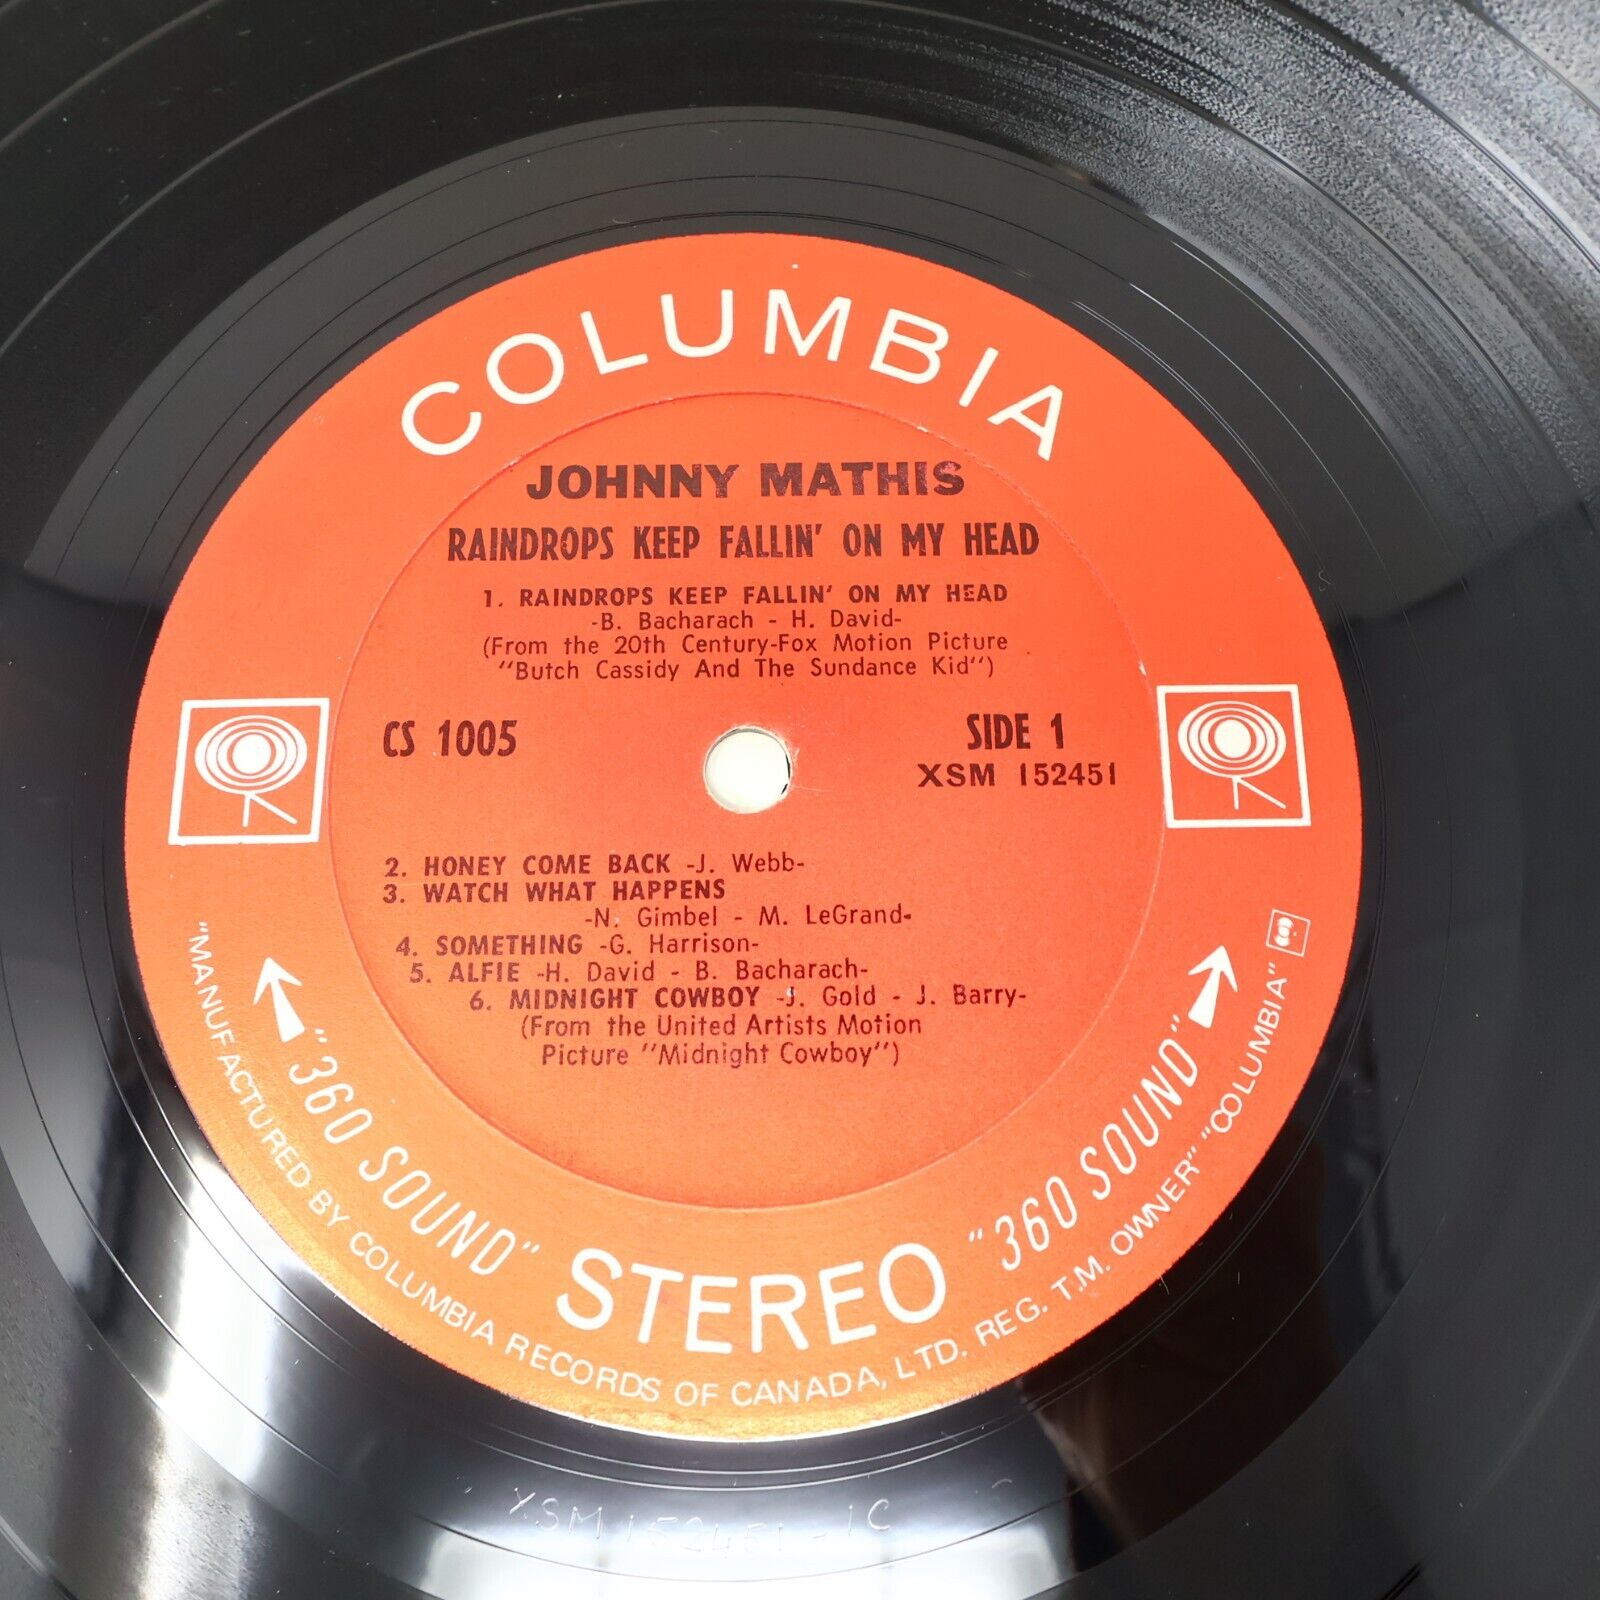 COLUMBIA
JOHNNY MATHIS
RAINDROPS KEEP FALLIN' ON MY HEAD
1. RAINDROPS KEEP FALLIN' ON MY HEAD
-B. Bacharach - H. David-
(From the 20th Century-Fox Motion Picture
"Butch Cassidy And The Sundance Kid")
CS 1005
SIDE 1
XSM 152451
2. HONEY COME BACK -J. Webb-
3. WATCH WHAT HAPPENS
-N. Gimbel - M. LeGrand-
4. SOMETHING -G. Harrison-
5. ALFIE -H. David - B. Bacharach-
6. MIDNIGHT COWBOY -J. Gold - J. Barry-
(From the United Artists Motion
Picture "Midnight Cowboy")
"360 SOUND" STEREO "360 SOUND"
"MANUFACTURED BY COLUMBIA RECORDS OF CANADA, LTD. REG. T.M. OWNER" "COLUMBIA"
XSM 152451-1C